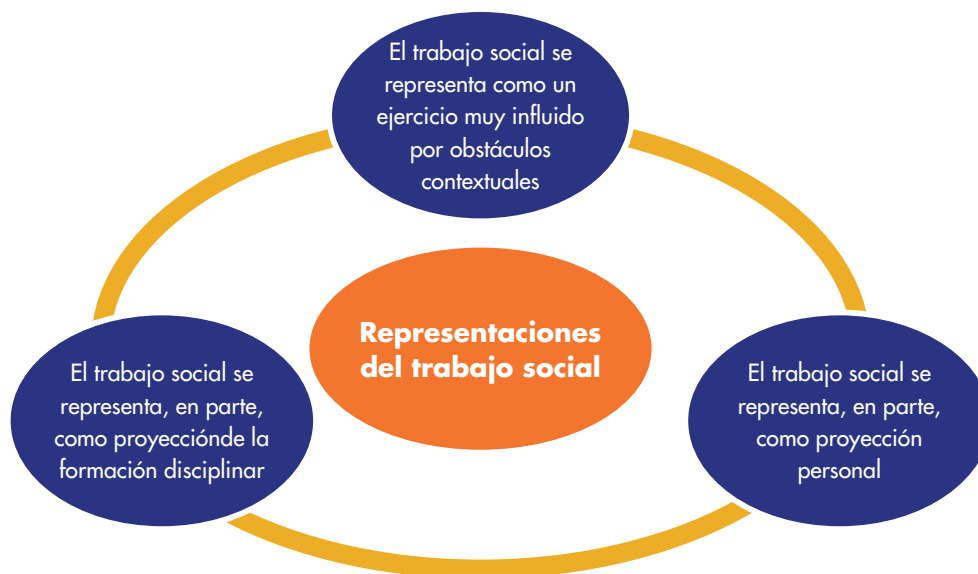 El trabajo social se
representa como un
ejercicio muy influido
por obstáculos
contextuales
Representaciones
del trabajo social
El trabajo social se
representa, en parte,
como proyecciónde la
formación disciplinar
El trabajo social se
representa, en parte,
como proyección
personal